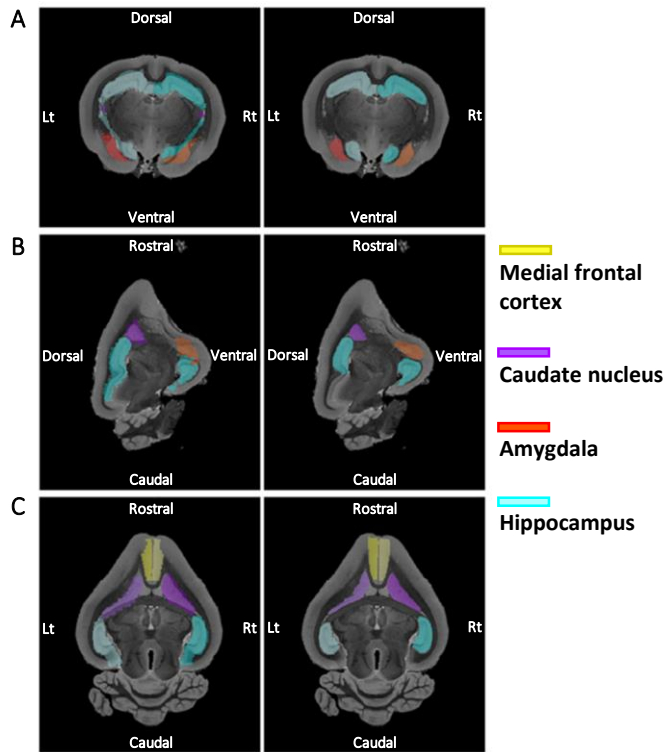 A
Dorsal
Dorsal
Lt
Rt
Lt
Rt
Ventral
Ventral
B
Rostral
Rostral
Dorsal
Ventral
Dorsal
Ventral
Caudal
Caudal
C
Rostral
Rostral
Lt
Rt
Lt
Rt
Caudal
Caudal
Medial frontal
cortex
Caudate nucleus
Amygdala
Hippocampus